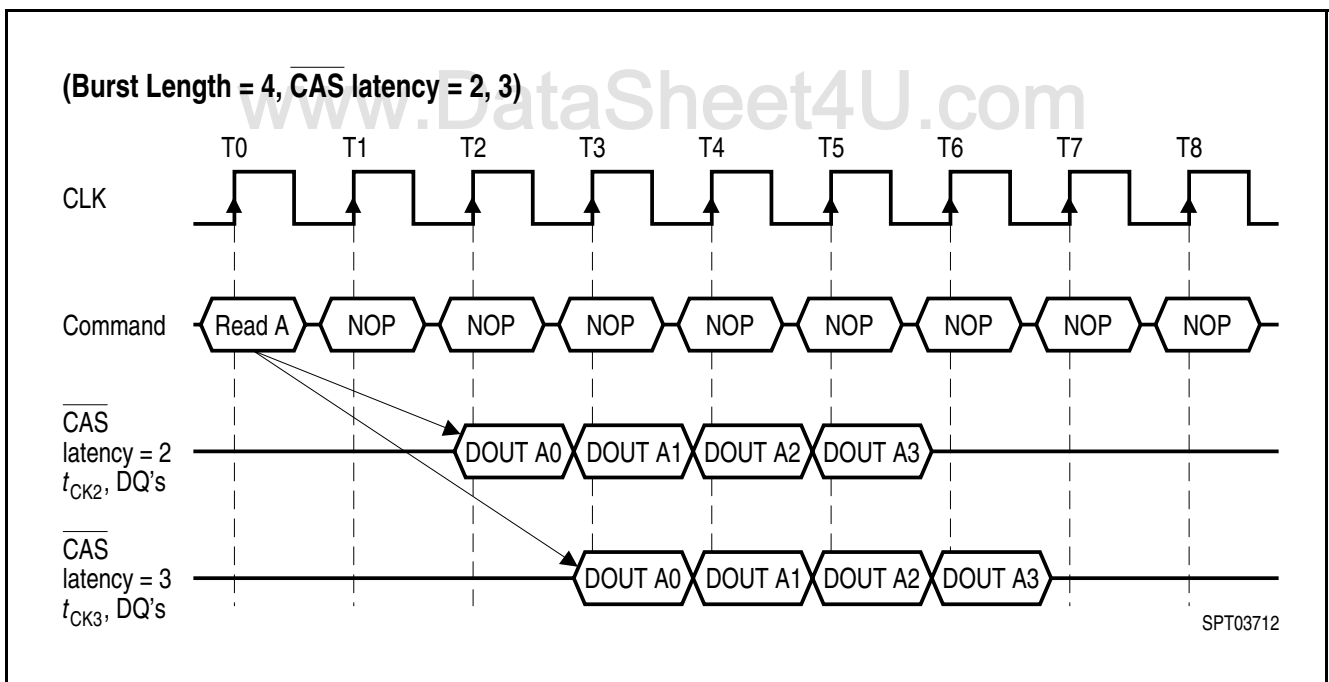 (Burst Length = 4, CAS latency = 2, 3)
www.DataSheet4U.com
T0 T1 T2 T3 T4 T5 T6 T7 T8
CLK
Command Read A NOP NOP NOP NOP NOP NOP NOP NOP
CAS
latency = 2
tCK2, DQ's
DOUT A0 DOUT A1 DOUT A2 DOUT A3
CAS
latency = 3
tCK3, DQ's
DOUT A0 DOUT A1 DOUT A2 DOUT A3
SPT03712